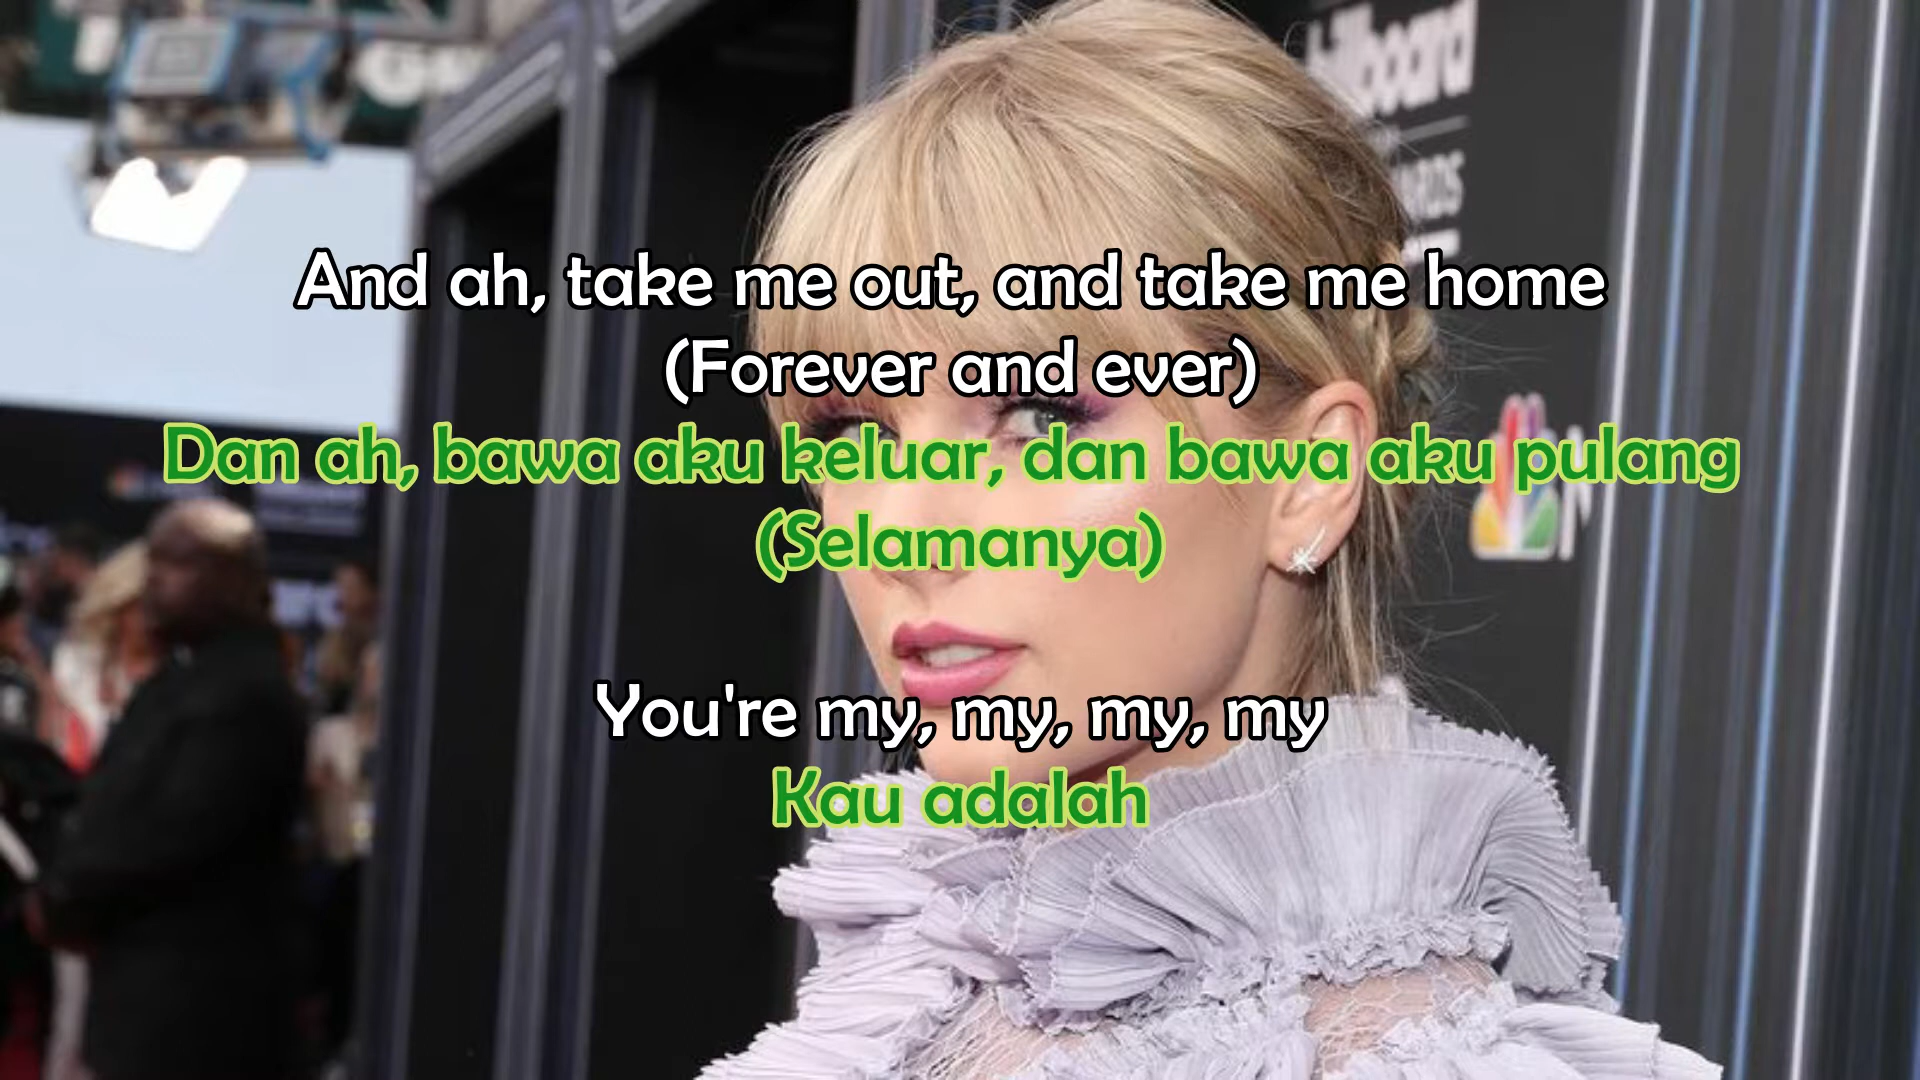 billboard
And ah, take me out, and take me home
(Forever and ever)
Dan ah, bawa aku keluar, dan bawa aku pulang
(Selamanya)
You're my, my, my, my
Kau adalah